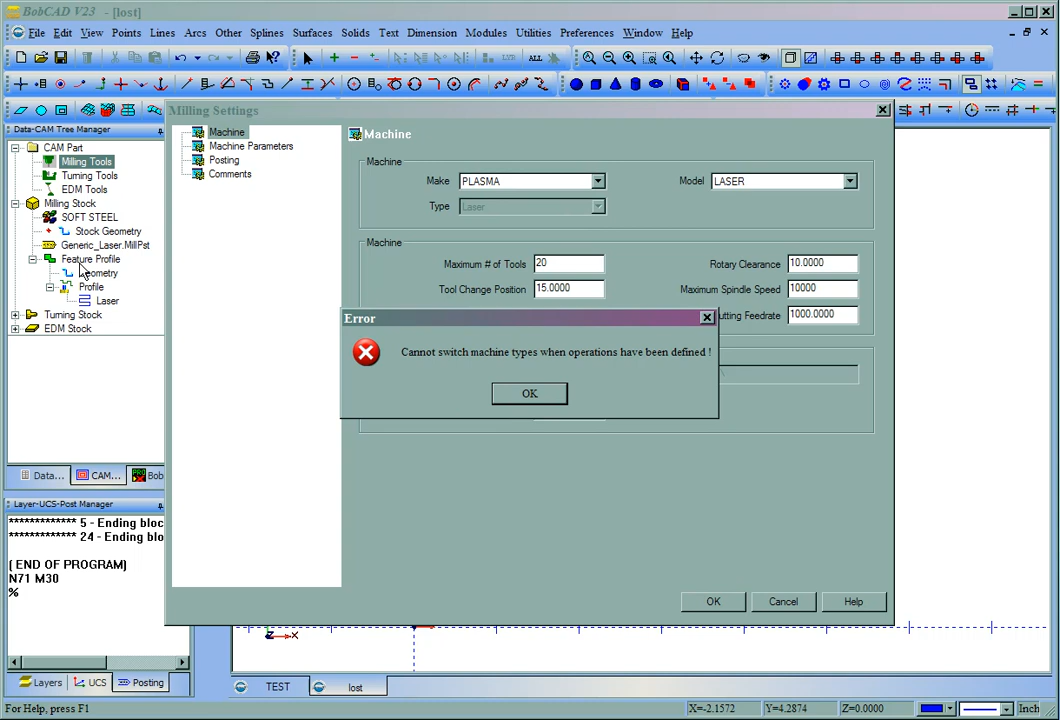 BobCAD V23 - [lost]
File Edit View Points Lines Arcs Other Splines Surfaces Solids Text Dimension Modules Utilities Preferences Window Help
ALL
Data-CAM Tree Manager
CAM Part
Milling Tools
Turning Tools
EDM Tools
Milling Stock
SOFT STEEL
Stock Geometry
Generic_Laser.MillPst
Feature Profile
Profile
Laser
Turning Stock
EDM Stock
Data... CAM... Bob
Layer-UCS-Post Manager
************* 5 - Ending bloc
************* 24 - Ending blo
( END OF PROGRAM)
N71 M30
%
Layers UCS Posting
Milling Settings
Machine
Machine Parameters
Posting
Comments
Machine
Machine
Make PLASMA Model LASER
Type Laser
Machine
Maximum # of Tools 20 Rotary Clearance 10.0000
Tool Change Position 15.0000 Maximum Spindle Speed 10000
utting Feedrate 1000.0000
Error
Cannot switch machine types when operations have been defined !
OK
OK Cancel Help
Z X
TEST lost
For Help, press F1 X=-2.1572 Y=4.2874 Z=0.0000 Inch